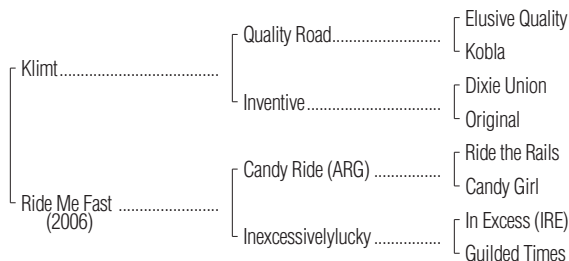 Elusive Quality
Quality Road
Kobla
Klimt
Dixie Union
Inventive
Original
Ride the Rails
Candy Ride (ARG)
Candy Girl
Ride Me Fast
(2006)
In Excess (IRE)
Inexcessivelylucky
Guilded Times